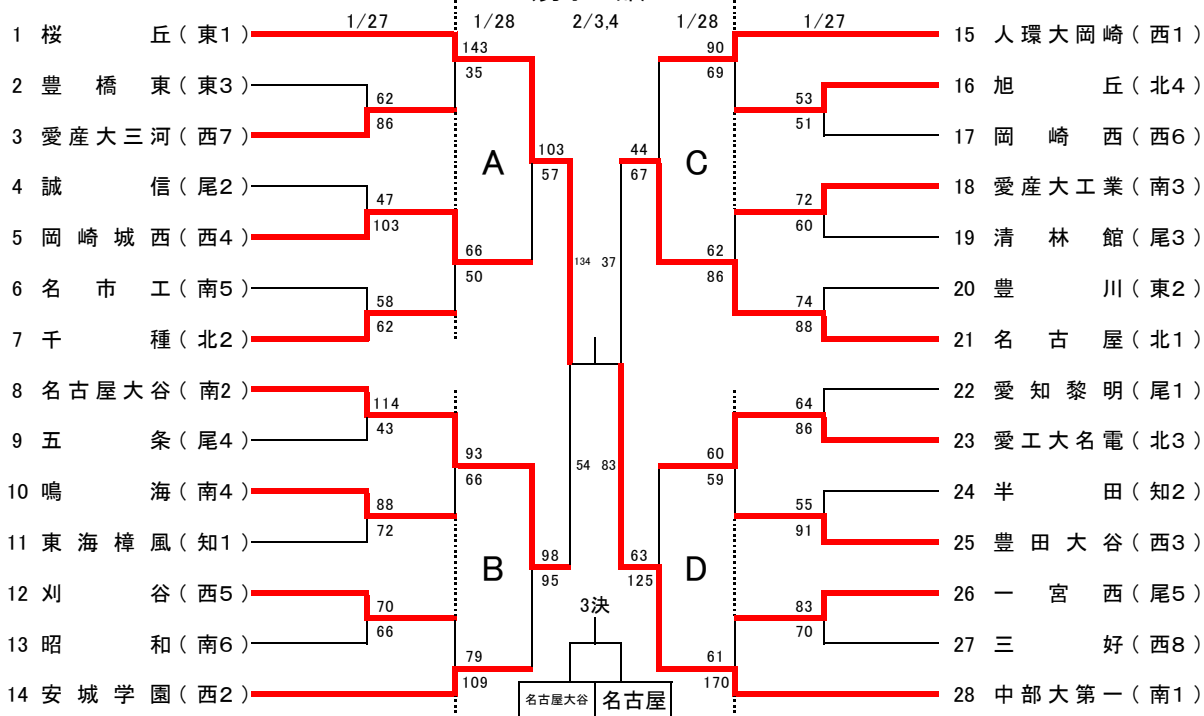 1/27 1/28 2/3,4 1/28 1/27
1 桜丘(東1)
2 豊橋東(東3)
3 愛産大三河(西7)
4 誠信(尾2)
5 岡崎城西(西4)
6 名市工(南5)
7 千種(北2)
8 名古屋大谷(南2)
9 五条(尾4)
10 鳴海(南4)
11 東海樟風(知1)
12 刈谷(西5)
13 昭和(南6)
14 安城学園(西2)
62
86
47
103
58
62
114
43
88
72
70
66
143
35
66
50
93
66
79
109
A
B
103
57
98
95
134 37
54 83
3決
名古屋大谷 名古屋
44
67
63
125
C
D
90
69
62
86
60
59
61
170
53
51
72
60
74
88
64
86
55
91
83
70
15 人環大岡崎(西1)
16 旭丘(北4)
17 岡崎西(西6)
18 愛産大工業(南3)
19 清林館(尾3)
20 豊川(東2)
21 名古屋(北1)
22 愛知黎明(尾1)
23 愛工大名電(北3)
24 半田(知2)
25 豊田大谷(西3)
26 一宮西(尾5)
27 三好(西8)
28 中部大第一(南1)